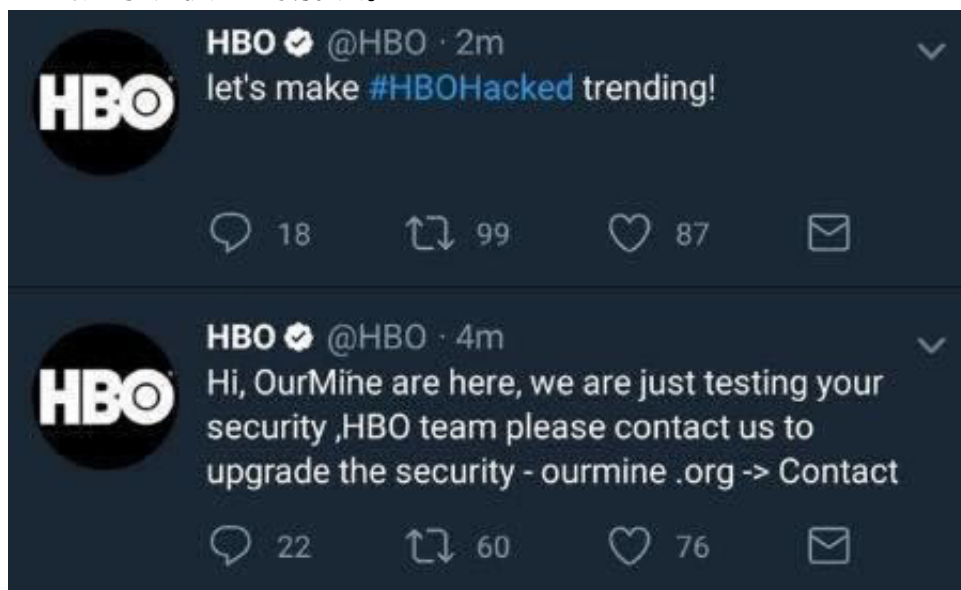 HBO @HBO · 2m
let's make #HBOHacked trending!
HBO
18 99 87
HBO @HBO · 4m
Hi, OurMine are here, we are just testing your
security ,HBO team please contact us to
upgrade the security - ourmine .org -> Contact
HBO
22 60 76